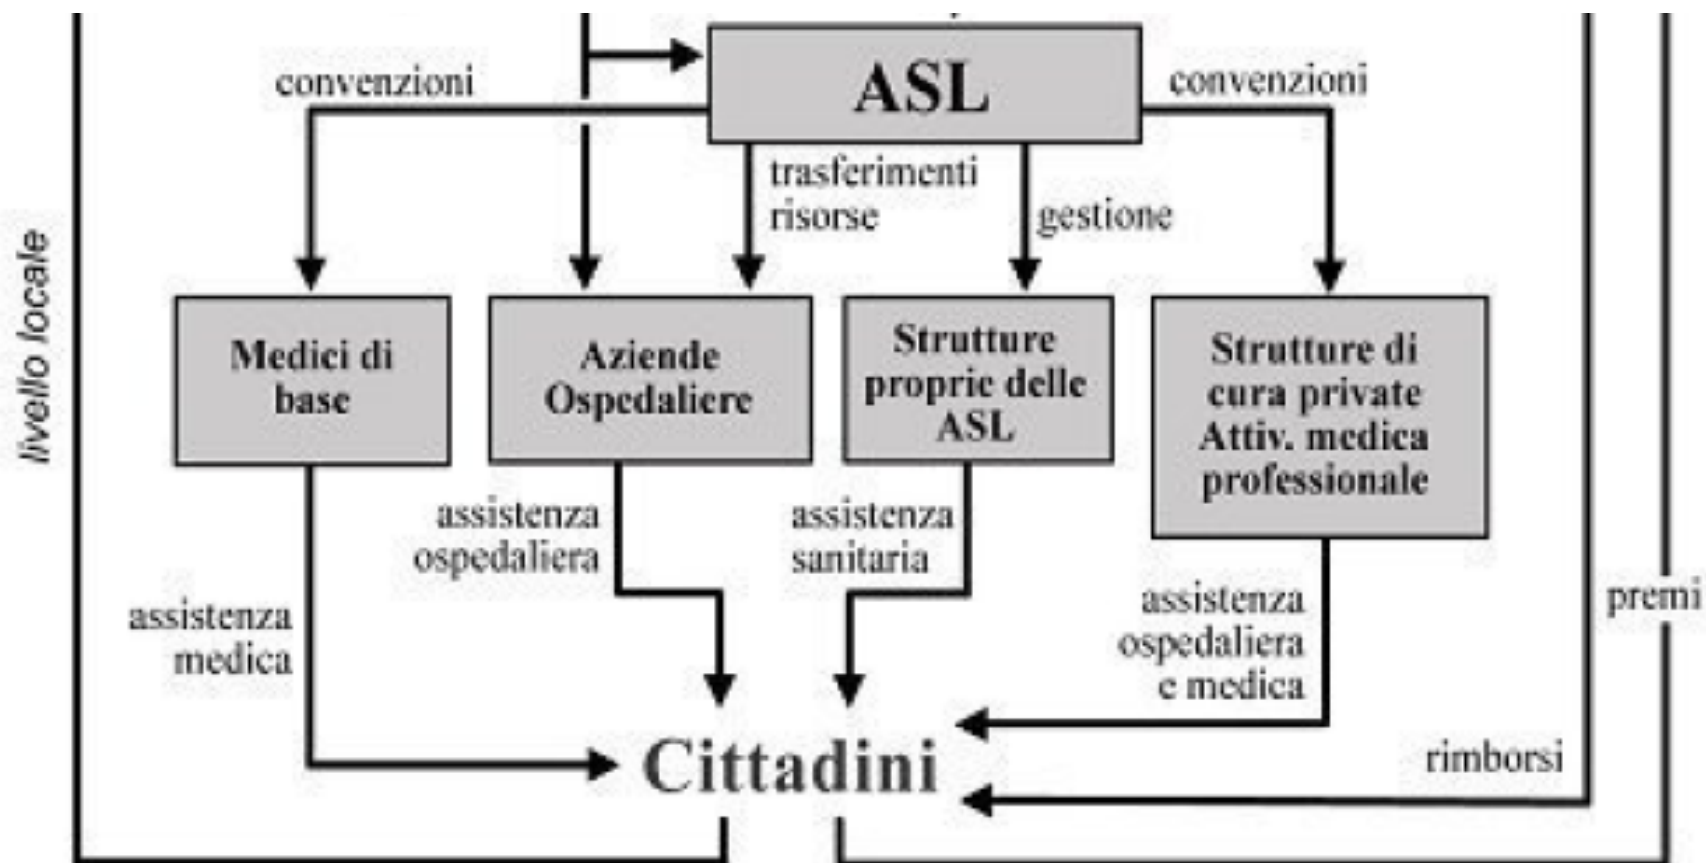 ASL
convenzioni
convenzioni
trasferimenti
risorse
gestione
livello locale
Medici di
base
Aziende
Ospedaliere
Strutture
proprie delle
ASL
Strutture di
cura private
Attiv. medica
professionale
assistenza
ospedaliera
assistenza
sanitaria
assistenza
medica
assistenza
ospedaliera
e medica
premi
rimborsi
Cittadini